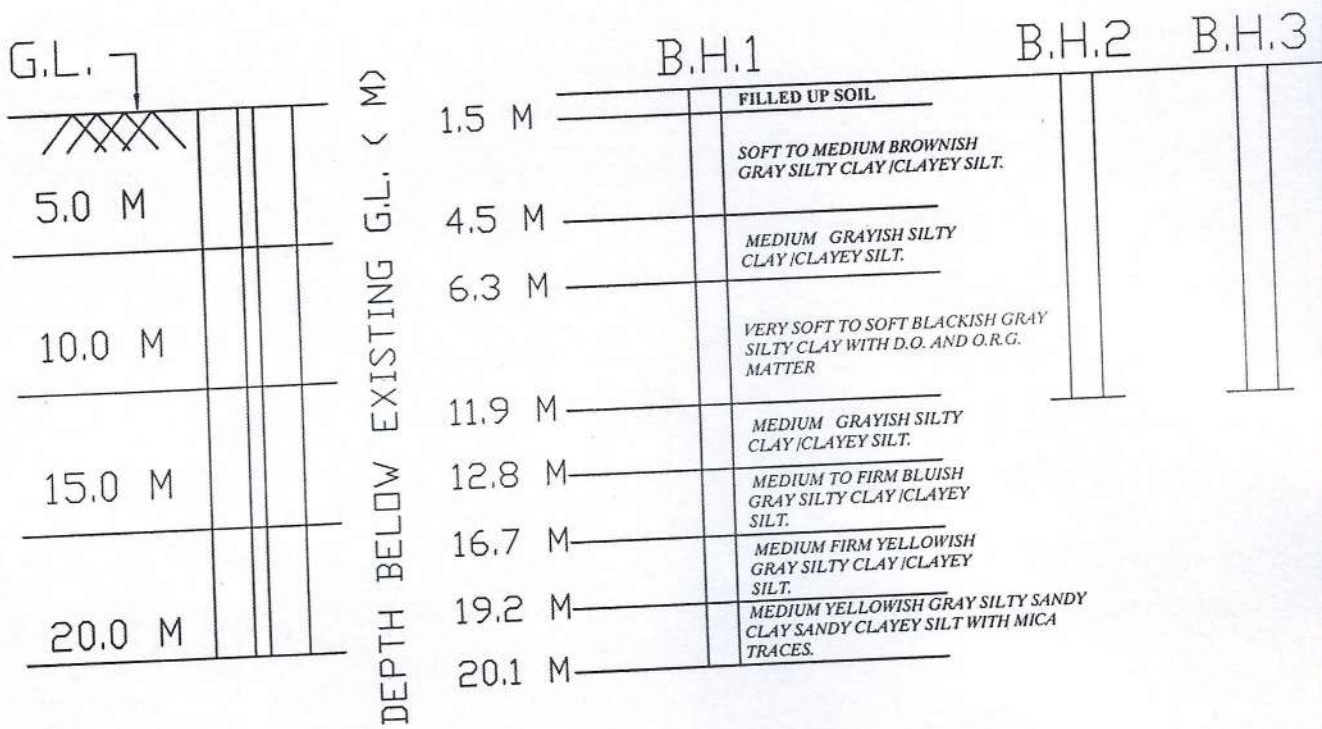 G.L.
5.0 M
10.0 M
15.0 M
20.0 M
DEPTH BELOW EXISTING G.L. ( M)
B.H.1
B.H.2
B.H.3
1.5 M
4.5 M
6.3 M
11.9 M
12.8 M
16.7 M
19.2 M
20.1 M
FILLED UP SOIL
SOFT TO MEDIUM BROWNISH
GRAY SILTY CLAY /CLAYEY SILT.
MEDIUM GRAYISH SILTY
CLAY /CLAYEY SILT.
VERY SOFT TO SOFT BLACKISH GRAY
SILTY CLAY WITH D.O. AND O.R.G.
MATTER
MEDIUM GRAYISH SILTY
CLAY /CLAYEY SILT.
MEDIUM TO FIRM BLUISH
GRAY SILTY CLAY /CLAYEY
SILT.
MEDIUM FIRM YELLOWISH
GRAY SILTY CLAY /CLAYEY
SILT.
MEDIUM YELLOWISH GRAY SILTY SANDY
CLAY SANDY CLAYEY SILT WITH MICA
TRACES.